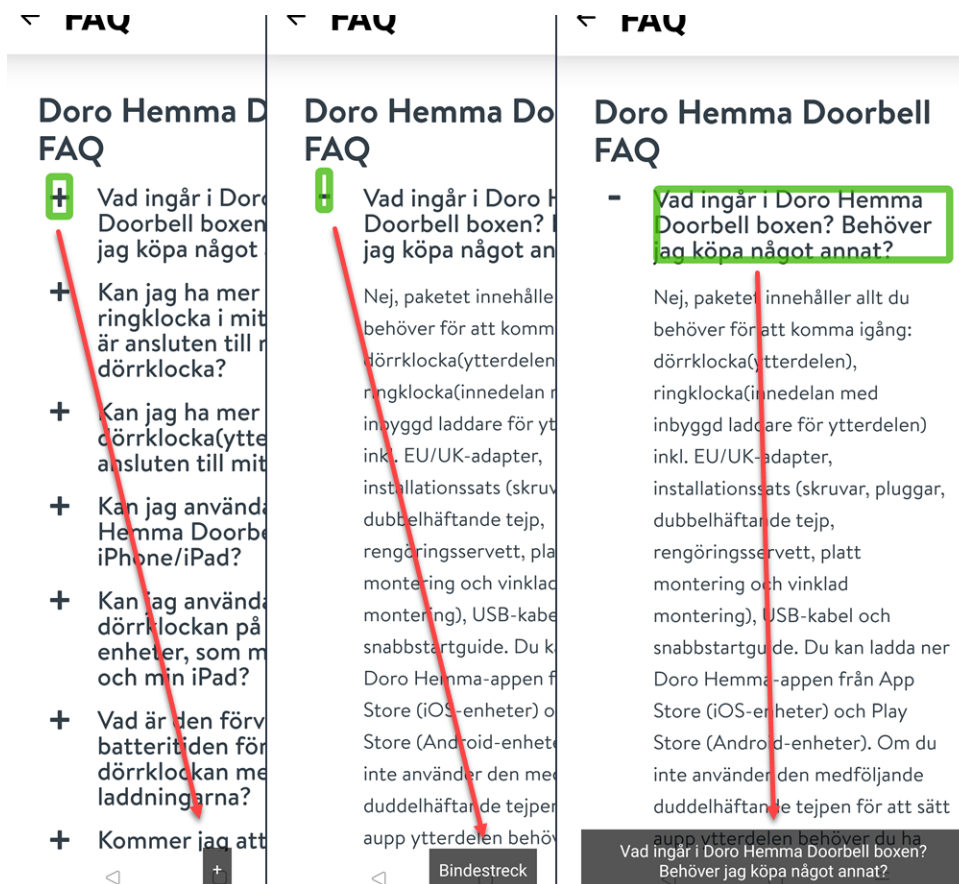 ← FAQ
Doro Hemma D
FAQ
+ Vad ingår i Doro
Doorbell boxen
jag köpa något
+ Kan jag ha mer
ringklocka i mit
är ansluten till
dörrklocka?
+ Kan jag ha mer
dörrklocka(ytte
ansluten till mit
+ Kan jag använda
Hemma Doorbe
iPhone/iPad?
+ Kan jag använda
dörrklockan på
enheter, som m
och min iPad?
+ Vad är den förv
batteritiden för
dörrklockan me
laddningarna?
+ Kommer jag att
+
← FAQ
Doro Hemma Do
FAQ
- Vad ingår i Doro H
Doorbell boxen?
jag köpa något an
Nej, paketet innehålle
behöver för att komm
dörrklocka(ytterdelen
ringklocka(innedelan
inbyggd laddare för yt
inkl. EU/UK-adapter,
installationssats (skruv
dubbelhäftande tejp,
rengöringsservett, pla
montering och vinklad
montering), USB-kabe
snabbstartguide. Du k
Doro Hemma-appen f
Store (iOS-enheter) o
Store (Android-enhete
inte använder den med
duddelhäftande tejpen
aupp ytterdelen behöv
Bindestreck
← FAQ
Doro Hemma Doorbell
FAQ
- Vad ingår i Doro Hemma
Doorbell boxen? Behöver
jag köpa något annat?
Nej, paketet innehåller allt du
behöver för att komma igång:
dörrklocka(ytterdelen),
ringklocka(innedelan med
inbyggd laddare för ytterdelen)
inkl. EU/UK-adapter,
installationssats (skruvar, pluggar,
dubbelhäftande tejp,
rengöringsservett, platt
montering och vinklad
montering), USB-kabel och
snabbstartguide. Du kan ladda ner
Doro Hemma-appen från App
Store (iOS-enheter) och Play
Store (Android-enheter). Om du
inte använder den medföljande
duddelhäftande tejpen för att sätt
aupp ytterdelen behöver du ha
Vad ingår i Doro Hemma Doorbell boxen?
Behöver jag köpa något annat?